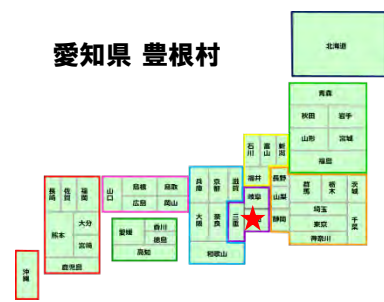 愛知県 豊根村
北海道
青森
秋田 岩手
山形 宮城
福島
石川 富山 新潟
福井 長野
岐阜 山梨
静岡
群馬 栃木 茨城
埼玉
東京 千葉
神奈川
兵庫 京都 滋賀
大阪 奈良 三重
和歌山
山口 島根 鳥取
広島 岡山
愛媛 香川
徳島
高知
長崎 佐賀 福岡
熊本 大分
宮崎
鹿児島
沖縄